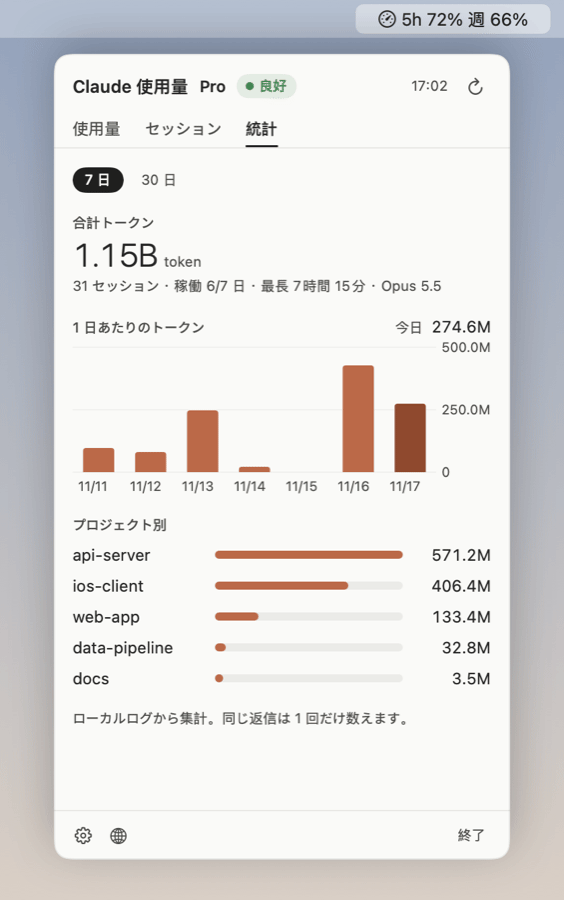 5h 72% 週 66%
Claude 使用量 Pro 良好 17:02
使用量 セッション 統計
7 日 30 日
合計トークン
1.15B token
31 セッション · 稼働 6/7 日 · 最長 7時間 15分 · Opus 5.5
1 日あたりのトークン 今日 274.6M
500.0M
250.0M
0
11/11 11/12 11/13 11/14 11/15 11/16 11/17
プロジェクト別
api-server 571.2M
ios-client 406.4M
web-app 133.4M
data-pipeline 32.8M
docs 3.5M
ローカルログから集計。同じ返信は 1 回だけ数えます。
終了